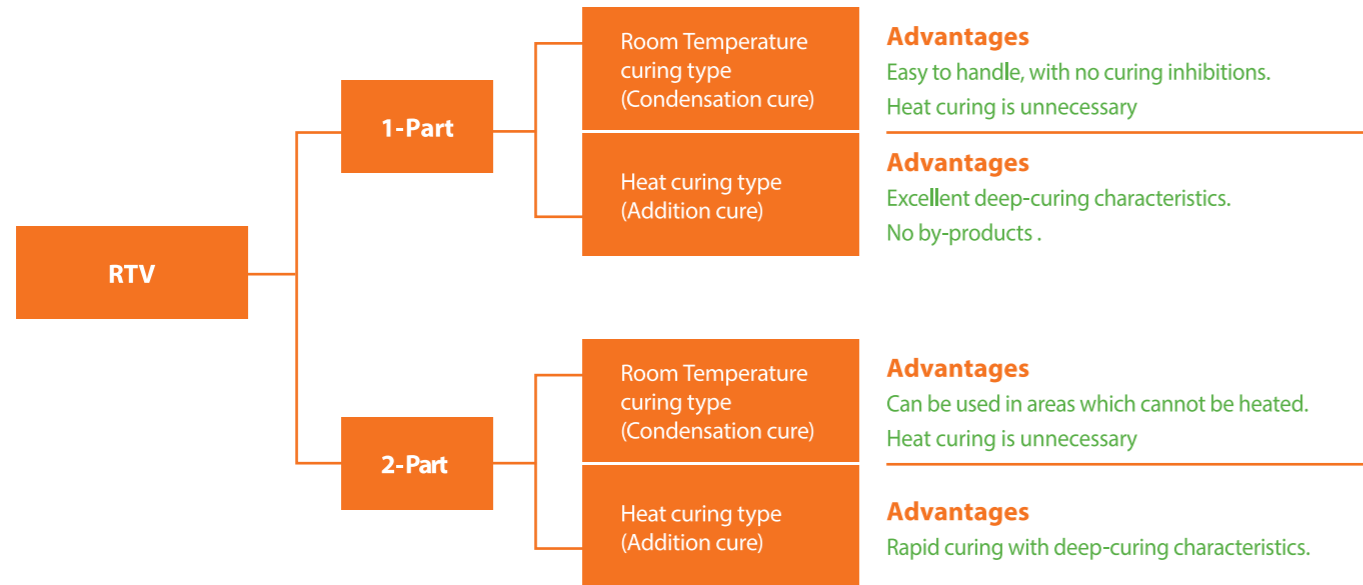 RTV
1-Part
Room Temperature
curing type
(Condensation cure)
Advantages
Easy to handle, with no curing inhibitions.
Heat curing is unnecessary
Heat curing type
(Addition cure)
Advantages
Excellent deep-curing characteristics.
No by-products .
2-Part
Room Temperature
curing type
(Condensation cure)
Advantages
Can be used in areas which cannot be heated.
Heat curing is unnecessary
Heat curing type
(Addition cure)
Advantages
Rapid curing with deep-curing characteristics.